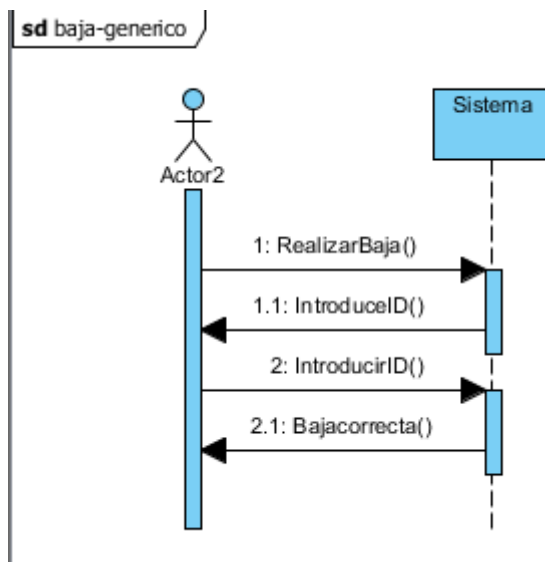 sd baja-generico
Sistema
Actor2
1: RealizarBaja()
1.1: IntroduceID()
2: IntroducirID()
2.1: Bajacorrecta()